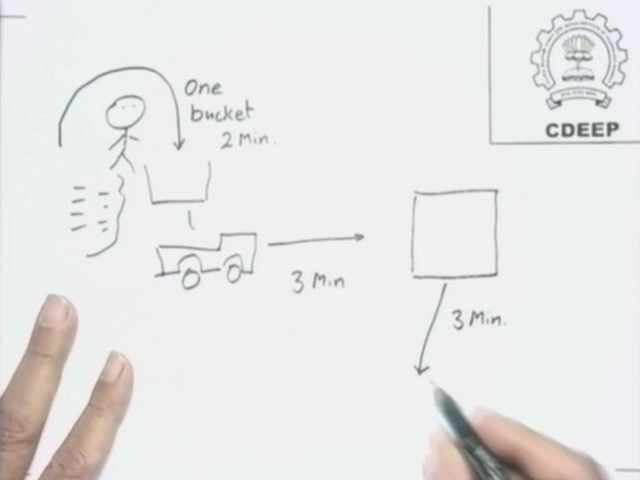 One
bucket
2 Min.
3 Min
3 Min.
CDEEP